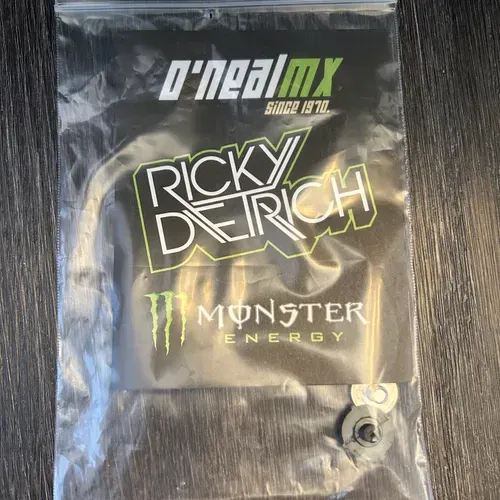 O'NEALMX
SINCE 1970.
RICKY
DIETRICH
MONSTER
ENERGY